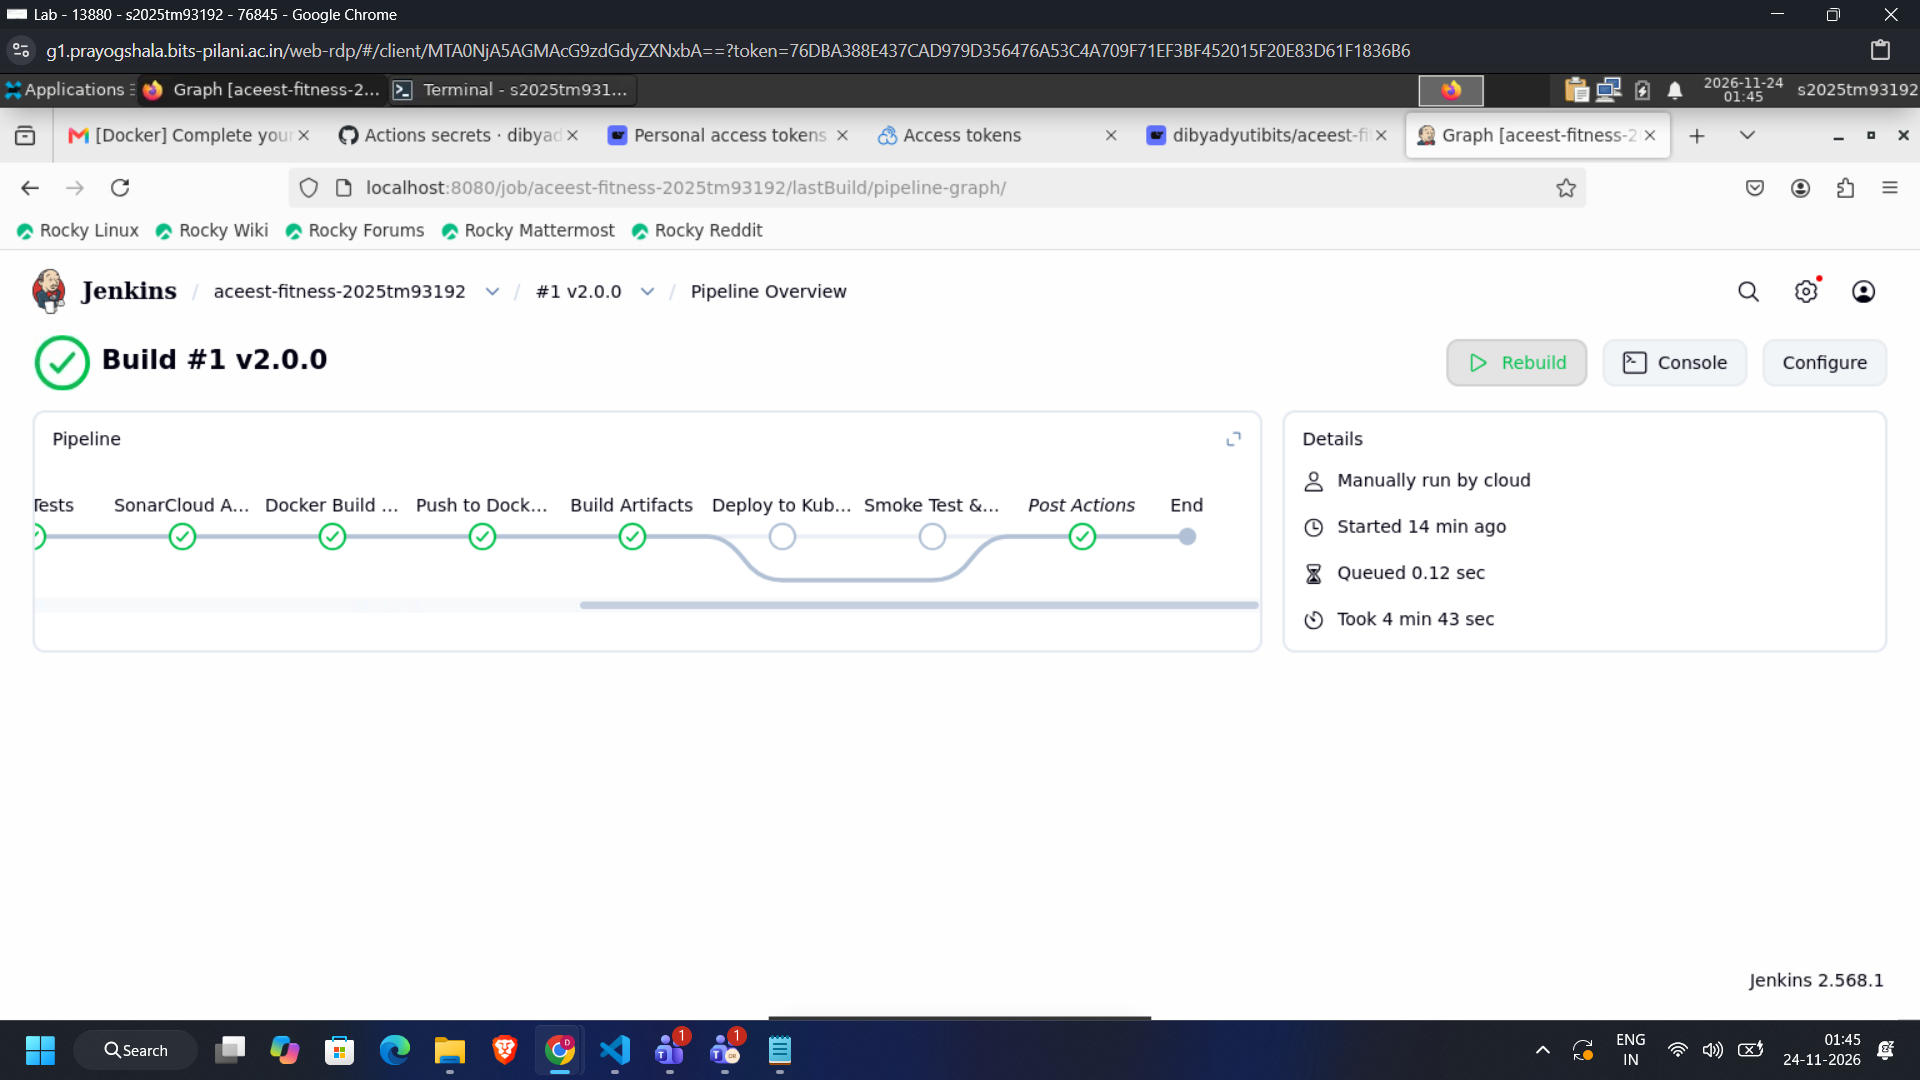 Lab - 13880 - s2025tm93192 - 76845 - Google Chrome
g1.prayogshala.bits-pilani.ac.in/web-rdp/#/client/MTA0NjA5AGMAcG9zdGdyZXNxbA==?token=76DBA388E437CAD979D356476A53C4A709F71EF3BF452015F20E83D61F1836B6
Applications
Graph [aceest-fitness-2...
Terminal - s2025tm931...
2026-11-24
01:45
s2025tm93192
[Docker] Complete your
Actions secrets · dibyad
Personal access tokens
Access tokens
dibyadyutibits/aceest-fi
Graph [aceest-fitness-2
localhost:8080/job/aceest-fitness-2025tm93192/lastBuild/pipeline-graph/
Rocky Linux
Rocky Wiki
Rocky Forums
Rocky Mattermost
Rocky Reddit
Jenkins / aceest-fitness-2025tm93192 / #1 v2.0.0 / Pipeline Overview
Build #1 v2.0.0
Rebuild
Console
Configure
Pipeline
Tests
SonarCloud A...
Docker Build ...
Push to Dock...
Build Artifacts
Deploy to Kub...
Smoke Test &...
Post Actions
End
Details
Manually run by cloud
Started 14 min ago
Queued 0.12 sec
Took 4 min 43 sec
Jenkins 2.568.1
Search
1
1
ENG
IN
01:45
24-11-2026